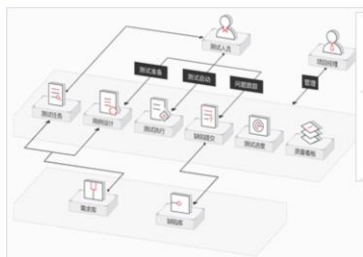 测试人员
项目经理
测试准备
测试启动
问题跟踪
管理
测试任务
用例设计
测试执行
缺陷提交
测试进度
质量看板
需求库
缺陷库